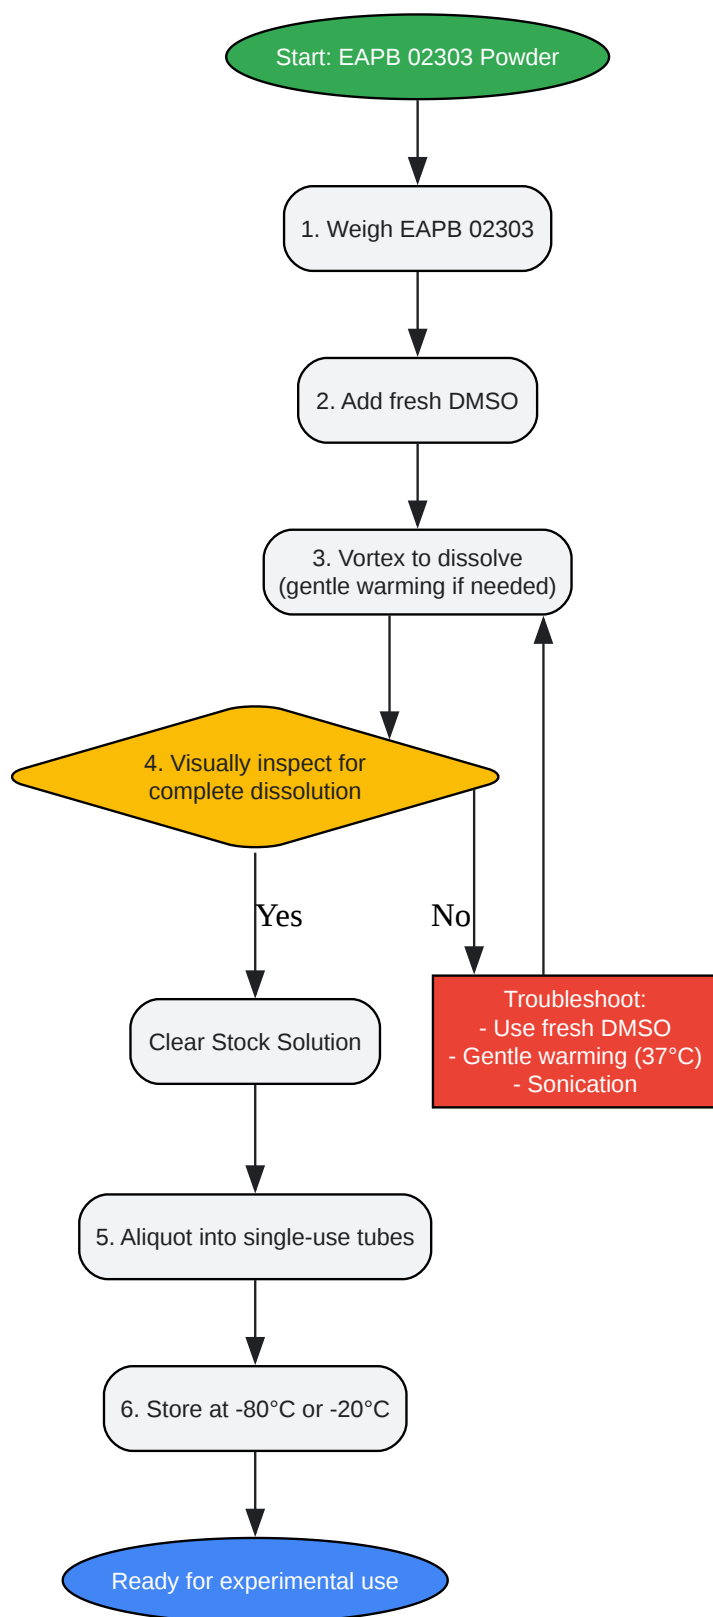 Start: EAPB 02303 Powder
1. Weigh EAPB 02303
2. Add fresh DMSO
3. Vortex to dissolve
(gentle warming if needed)
4. Visually inspect for
complete dissolution
Yes
No
Clear Stock Solution
Troubleshoot:
- Use fresh DMSO
- Gentle warming (37°C)
- Sonication
5. Aliquot into single-use tubes
6. Store at -80°C or -20°C
Ready for experimental use